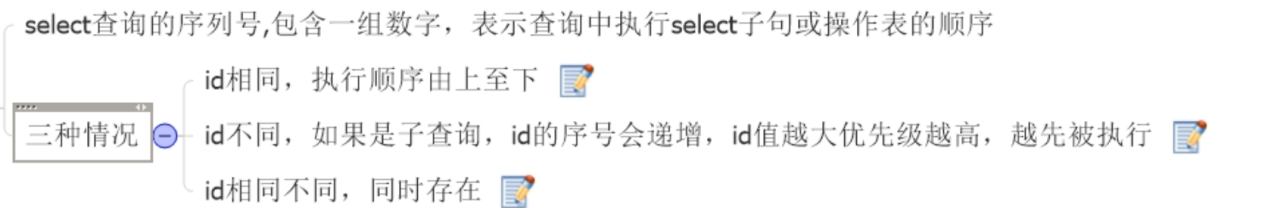 select查询的序列号,包含一组数字，表示查询中执行select子句或操作表的顺序
id相同，执行顺序由上至下
三种情况
id不同，如果是子查询，id的序号会递增，id值越大优先级越高，越先被执行
id相同不同，同时存在